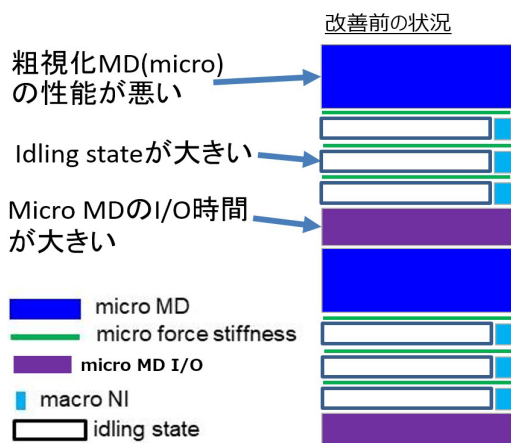 改善前の状況
粗視化MD(micro)
の性能が悪い
Idling stateが大きい
Micro MDのI/O時間
が大きい
micro MD
micro force stiffness
micro MD I/O
macro NI
idling state